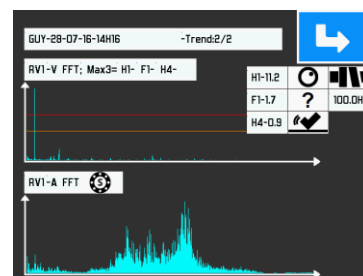 GUY-28-07-16-14H16 -Trend:2/2
RV1-V FFT; Max3= H1- F1- H4-
H1-11.2
F1-1.7 ? 100.0H
H4-0.9
RV1-A FFT S